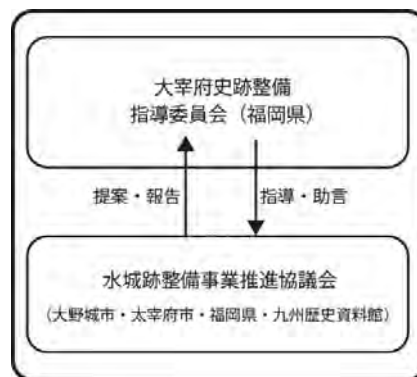 大宰府史跡整備
指導委員会（福岡県）
提案・報告
指導・助言
水城跡整備事業推進協議会
（大野城市・太宰府市・福岡県・九州歴史資料館）